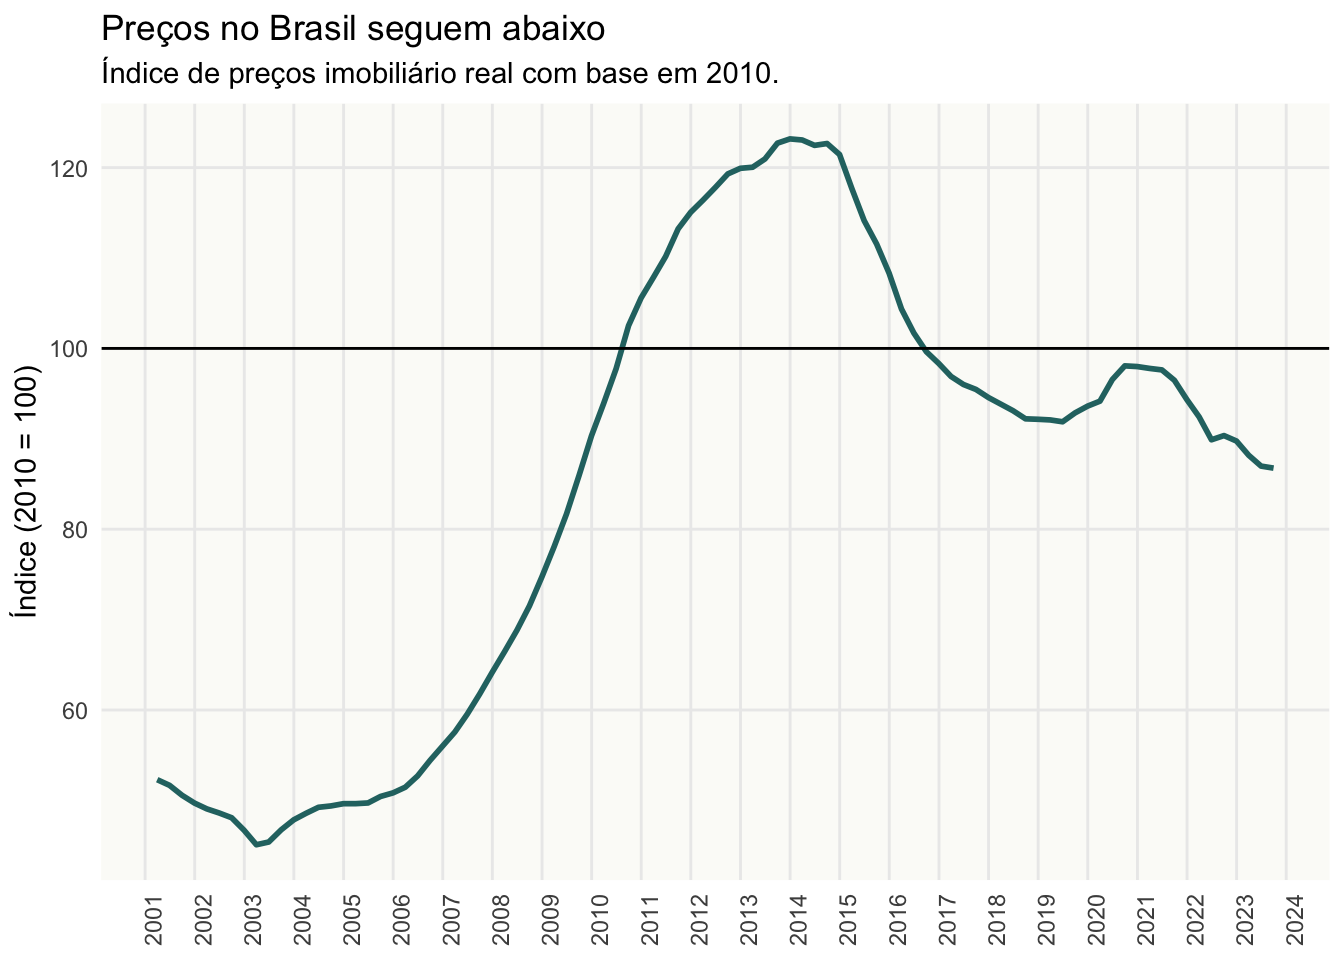 Preços no Brasil seguem abaixo
Índice de preços imobiliário real com base em 2010.
Índice (2010 = 100)
120
100
80
60
2001 2002 2003 2004 2005 2006 2007 2008 2009 2010 2011 2012 2013 2014 2015 2016 2017 2018 2019 2020 2021 2022 2023 2024